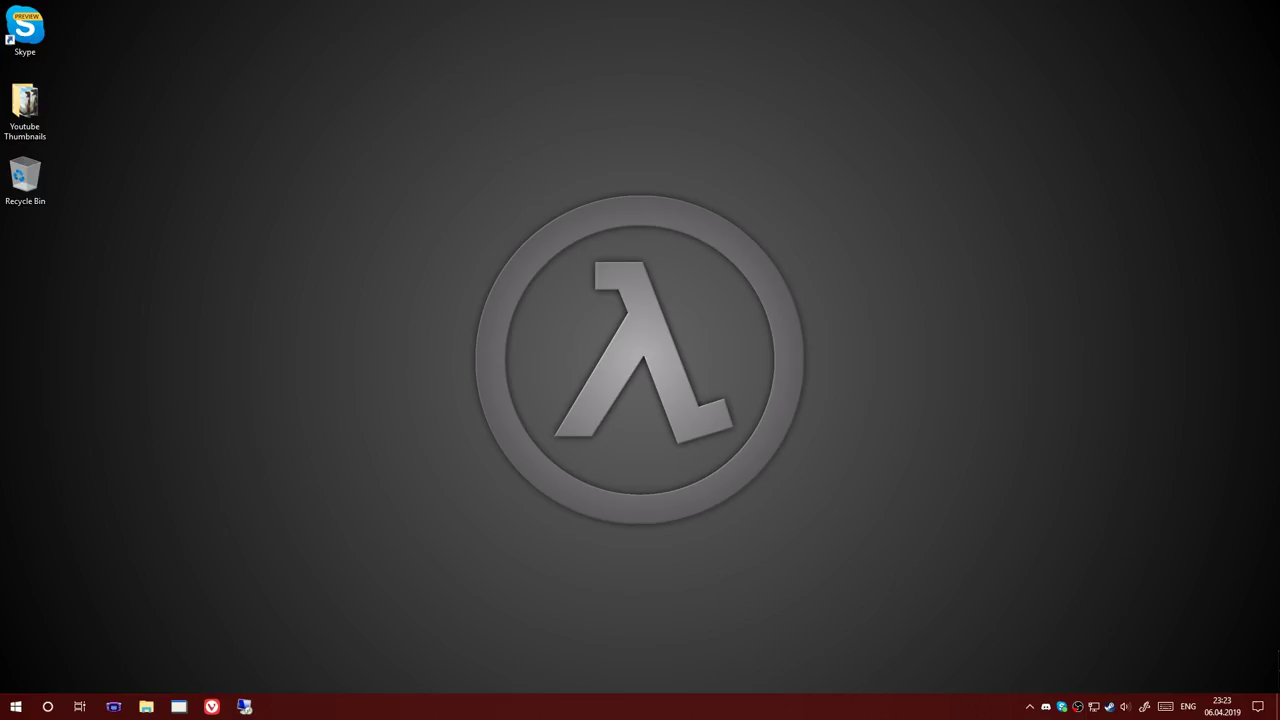 PREVIEW
S
Skype
Youtube
Thumbnails
Recycle Bin
λ
ENG
23:23
06.04.2019